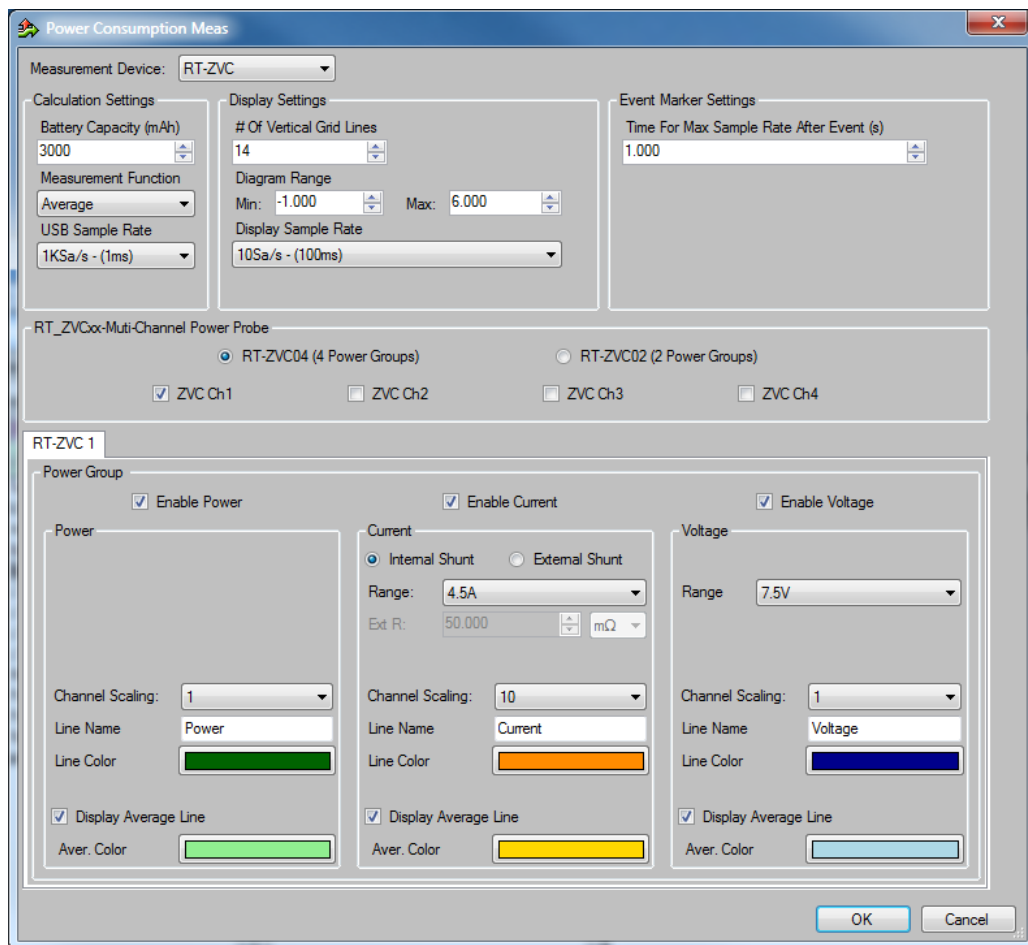 Power Consumption Meas
Measurement Device: RT-ZVC
Calculation Settings
Battery Capacity (mAh)
3000
Measurement Function
Average
USB Sample Rate
1KSa/s - (1ms)
Display Settings
# Of Vertical Grid Lines
14
Diagram Range
Min: -1.000 Max: 6.000
Display Sample Rate
10Sa/s - (100ms)
Event Marker Settings
Time For Max Sample Rate After Event (s)
1.000
RT_ZVCxx-Muti-Channel Power Probe
RT-ZVC04 (4 Power Groups) RT-ZVC02 (2 Power Groups)
ZVC Ch1 ZVC Ch2 ZVC Ch3 ZVC Ch4
RT-ZVC 1
Power Group
Enable Power Enable Current Enable Voltage
Power
Channel Scaling: 1
Line Name Power
Line Color
Display Average Line
Aver. Color
Current
Internal Shunt External Shunt
Range: 4.5A
Ext R: 50.000 mΩ
Channel Scaling: 10
Line Name Current
Line Color
Display Average Line
Aver. Color
Voltage
Range 7.5V
Channel Scaling: 1
Line Name Voltage
Line Color
Display Average Line
Aver. Color
OK Cancel